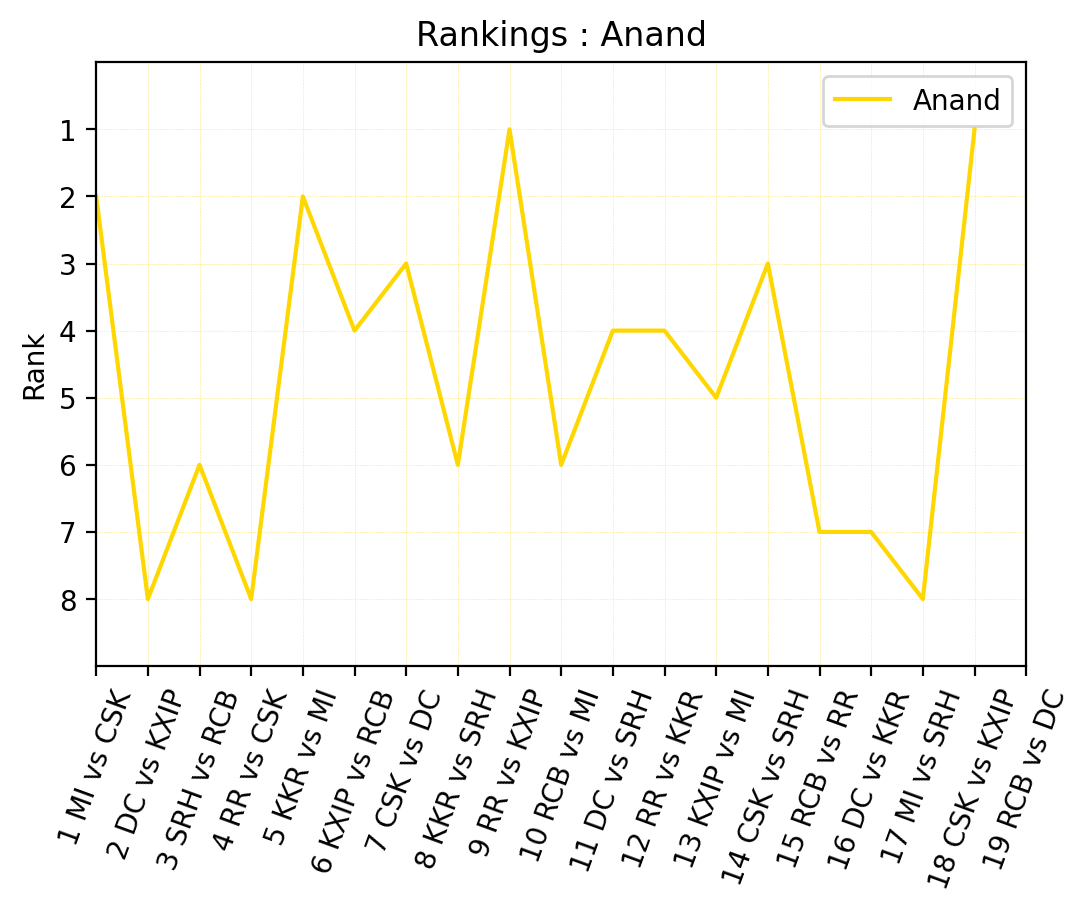 Rankings : Anand
Anand
Rank
1
2
3
4
5
6
7
8
1 MI vs CSK
2 DC vs KXIP
3 SRH vs RCB
4 RR vs CSK
5 KKR vs MI
6 KXIP vs RCB
7 CSK vs DC
8 KKR vs SRH
9 RR vs KXIP
10 RCB vs MI
11 DC vs SRH
12 RR vs KKR
13 KXIP vs MI
14 CSK vs SRH
15 RCB vs RR
16 DC vs KKR
17 MI vs SRH
18 CSK vs KXIP
19 RCB vs DC